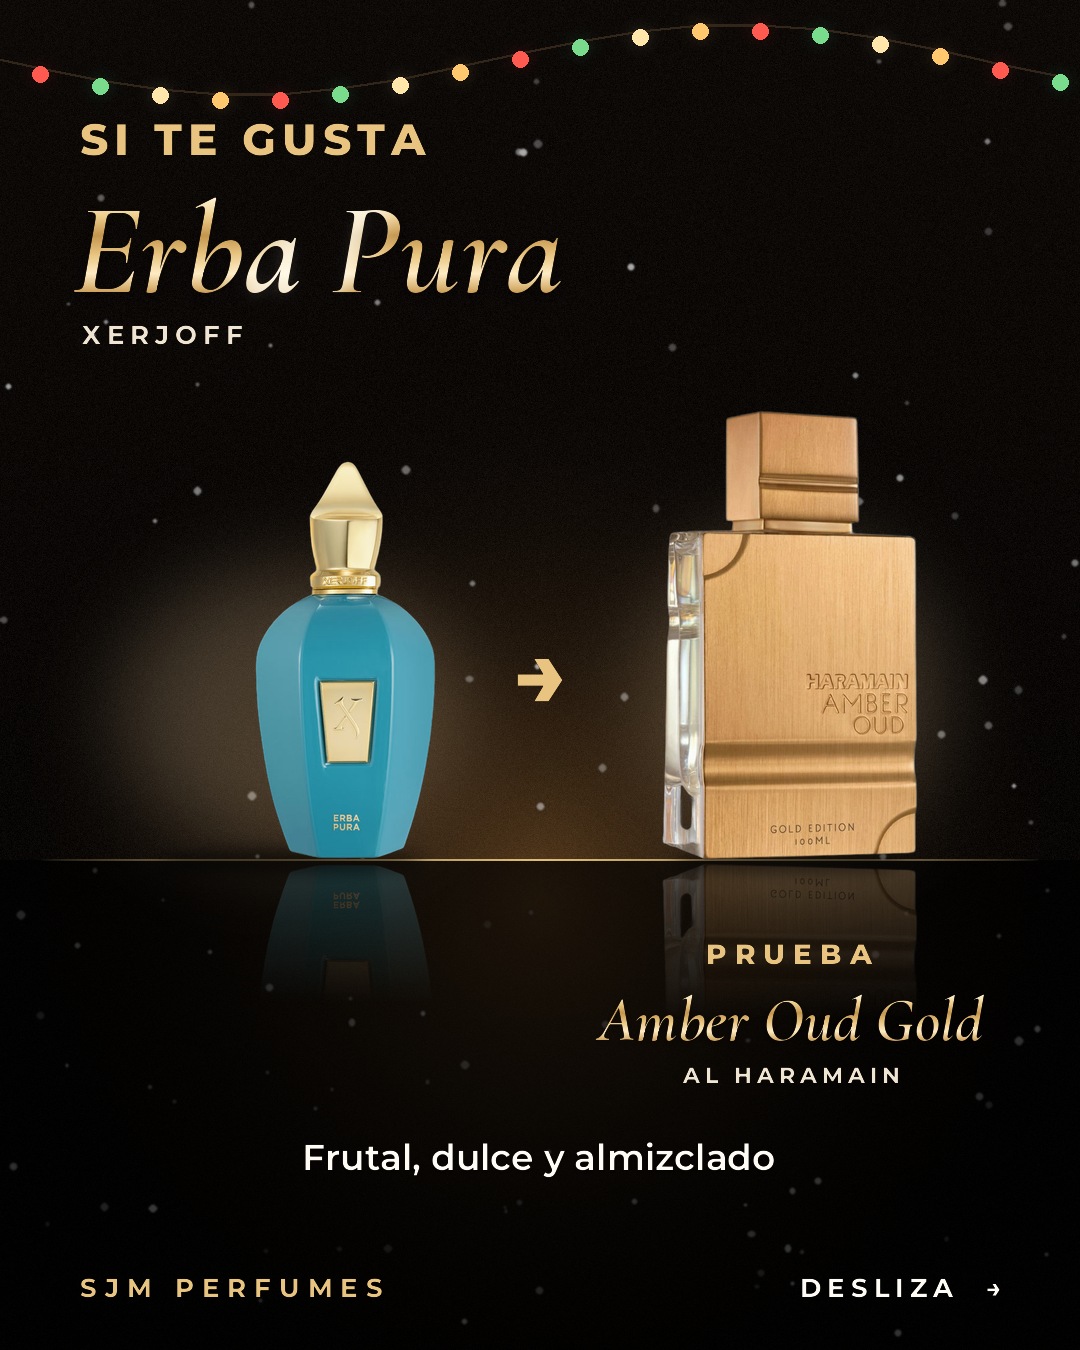 SI TE GUSTA
Erba Pura
XERJOFF
XERJOFF
X
ERBA
PURA
HARAMAIN
AMBER
OUD
GOLD EDITION
100ML
PRUEBA
Amber Oud Gold
AL HARAMAIN
Frutal, dulce y almizclado
SJM PERFUMES
DESLIZA →